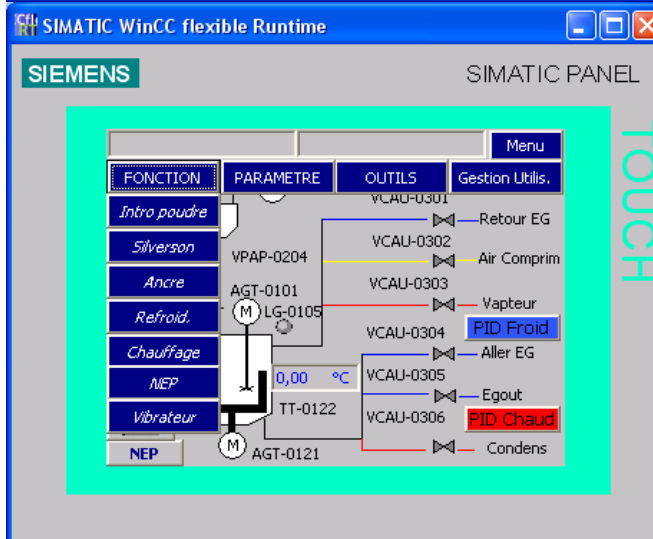 SIMATIC WinCC flexible Runtime
SIEMENS
SIMATIC PANEL
TOUCH
Menu
FONCTION
PARAMETRE
OUTILS
Gestion Utilis.
Intro poudre
VCAU-0301
Retour EG
Silverson
VPAP-0204
VCAU-0302
Air Comprim
Ancre
AGT-0101
VCAU-0303
Refroid.
M
LG-0105
Vapteur
VCAU-0304
PID Froid
Chauffage
Aller EG
NEP
0,00 °C
VCAU-0305
Egout
Vibrateur
TT-0122
VCAU-0306
PID Chaud
NEP
M
AGT-0121
Condens